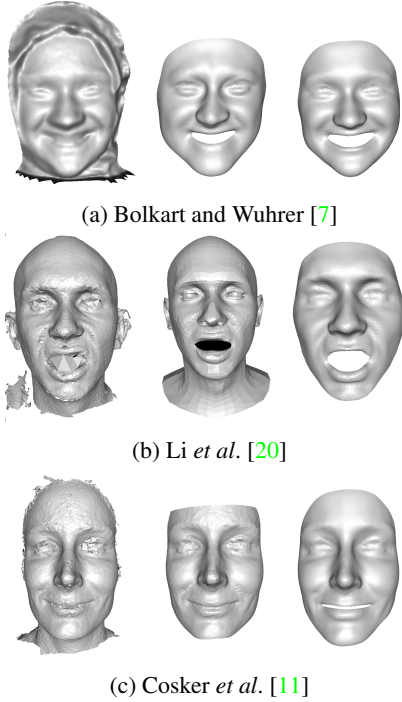 (a) Bolkart and Wuhrer [7]
(b) Li et al. [20]
(c) Cosker et al. [11]